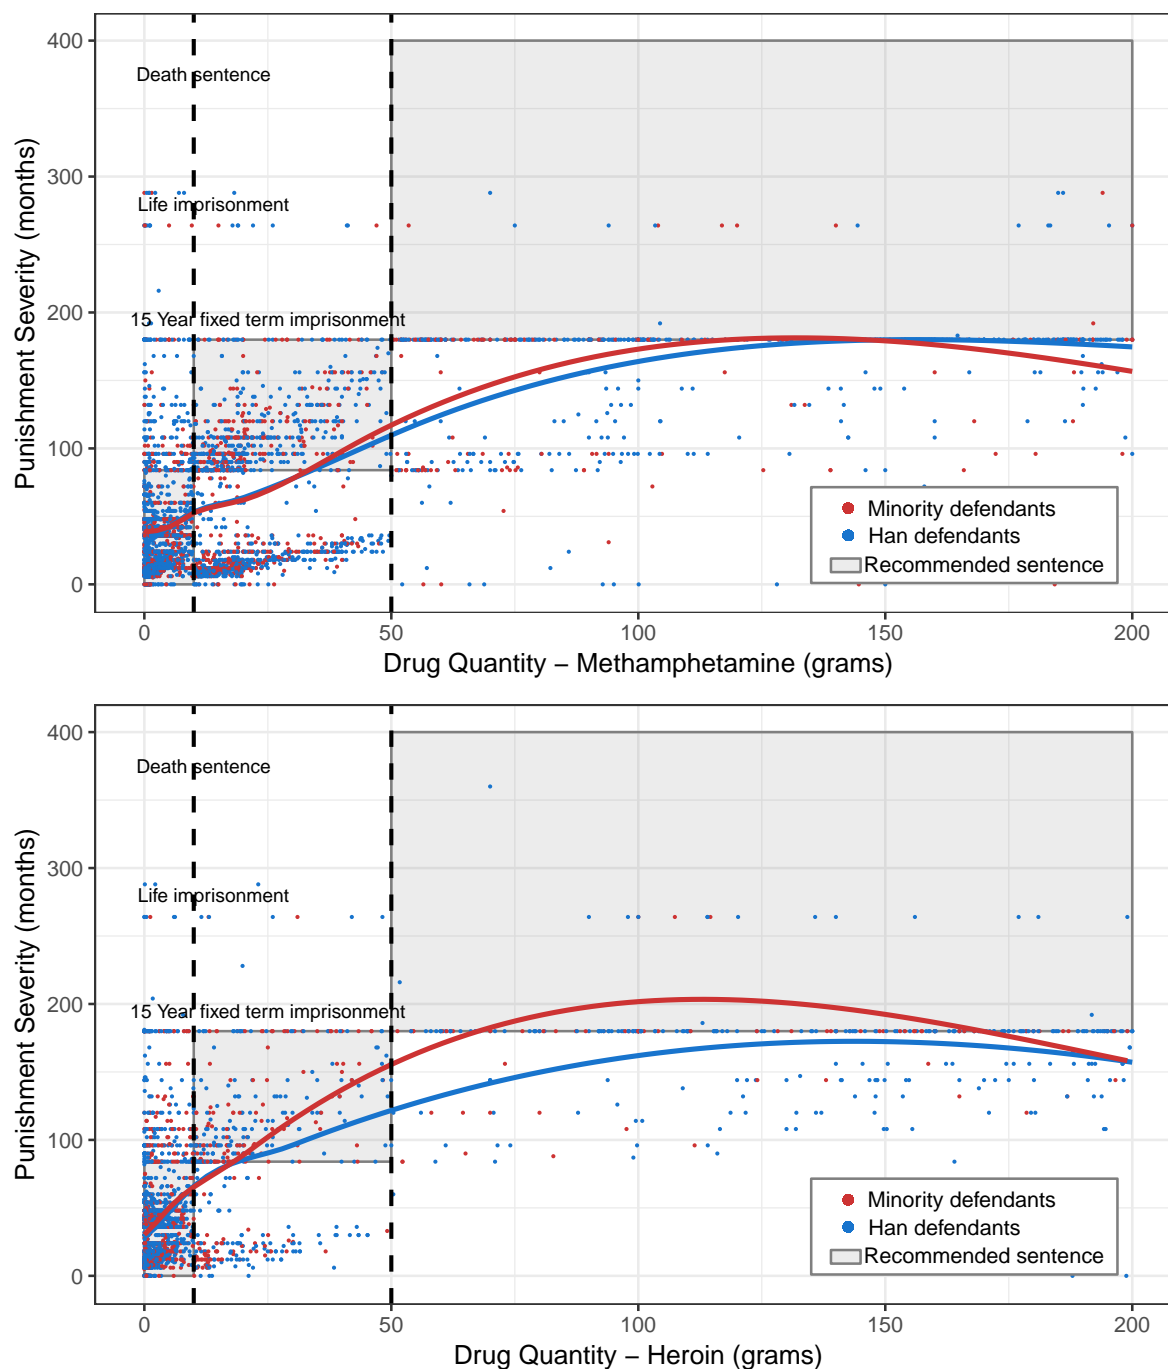 400
Death sentence
300
Life imprisonment
200
15 Year fixed term imprisonment
100
0
Punishment Severity (months)
Minority defendants
Han defendants
Recommended sentence
0 50 100 150 200
Drug Quantity – Methamphetamine (grams)
400
Death sentence
300
Life imprisonment
200
15 Year fixed term imprisonment
100
0
Punishment Severity (months)
Minority defendants
Han defendants
Recommended sentence
0 50 100 150 200
Drug Quantity – Heroin (grams)